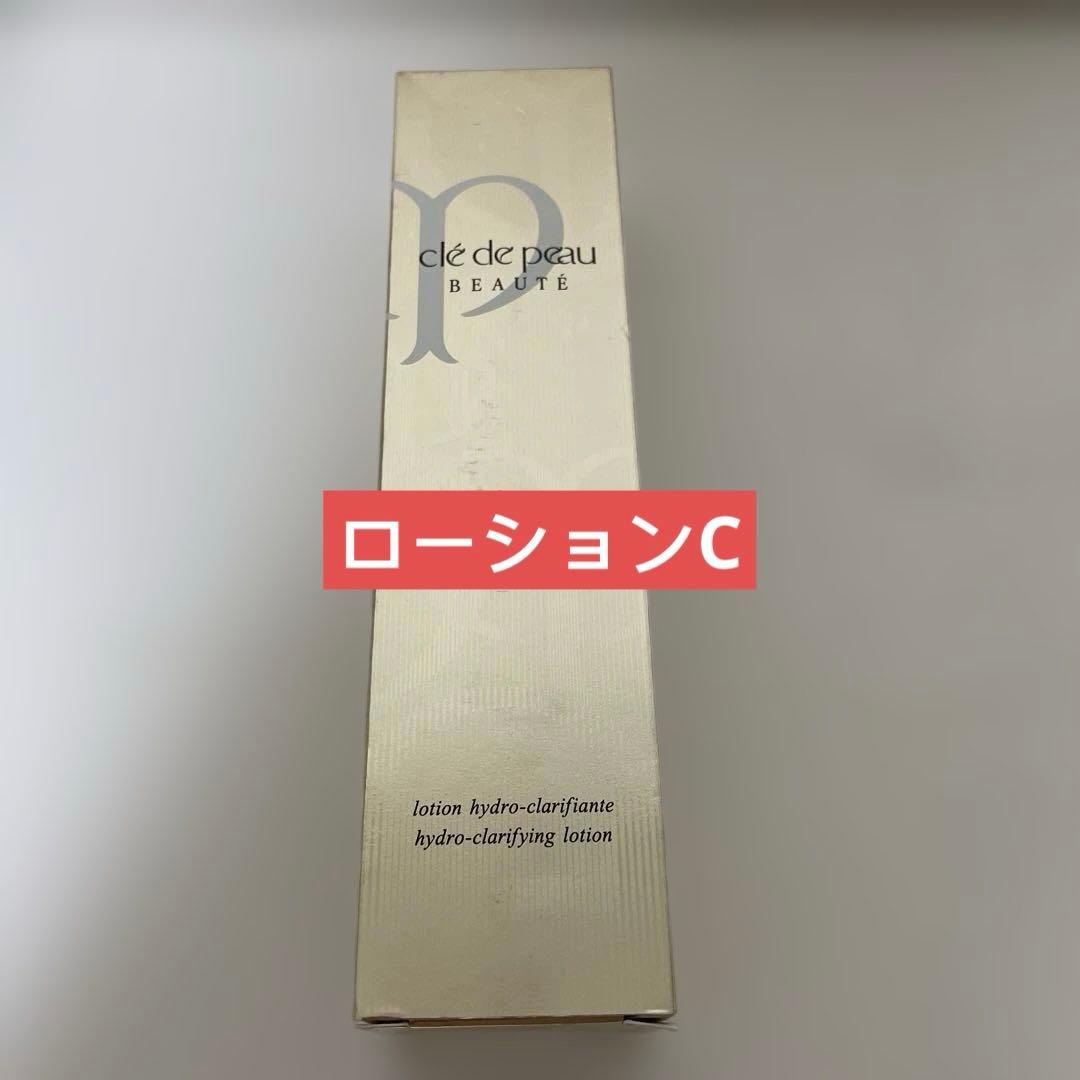 clé de peau
BEAUTÉ
ローションC
lotion hydro-clarifiante
hydro-clarifying lotion